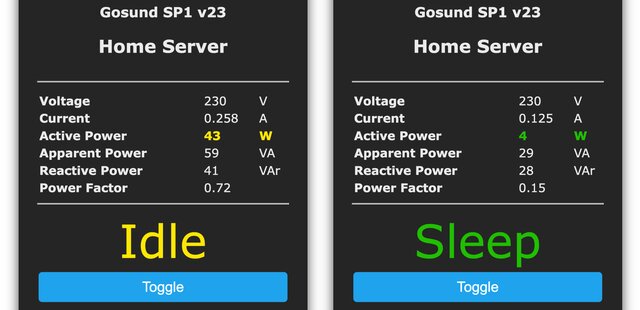 Gosund SP1 v23
Home Server
Voltage 230 V
Current 0.258 A
Active Power 43 W
Apparent Power 59 VA
Reactive Power 41 VAr
Power Factor 0.72
Idle
Toggle
Gosund SP1 v23
Home Server
Voltage 230 V
Current 0.125 A
Active Power 4 W
Apparent Power 29 VA
Reactive Power 28 VAr
Power Factor 0.15
Sleep
Toggle